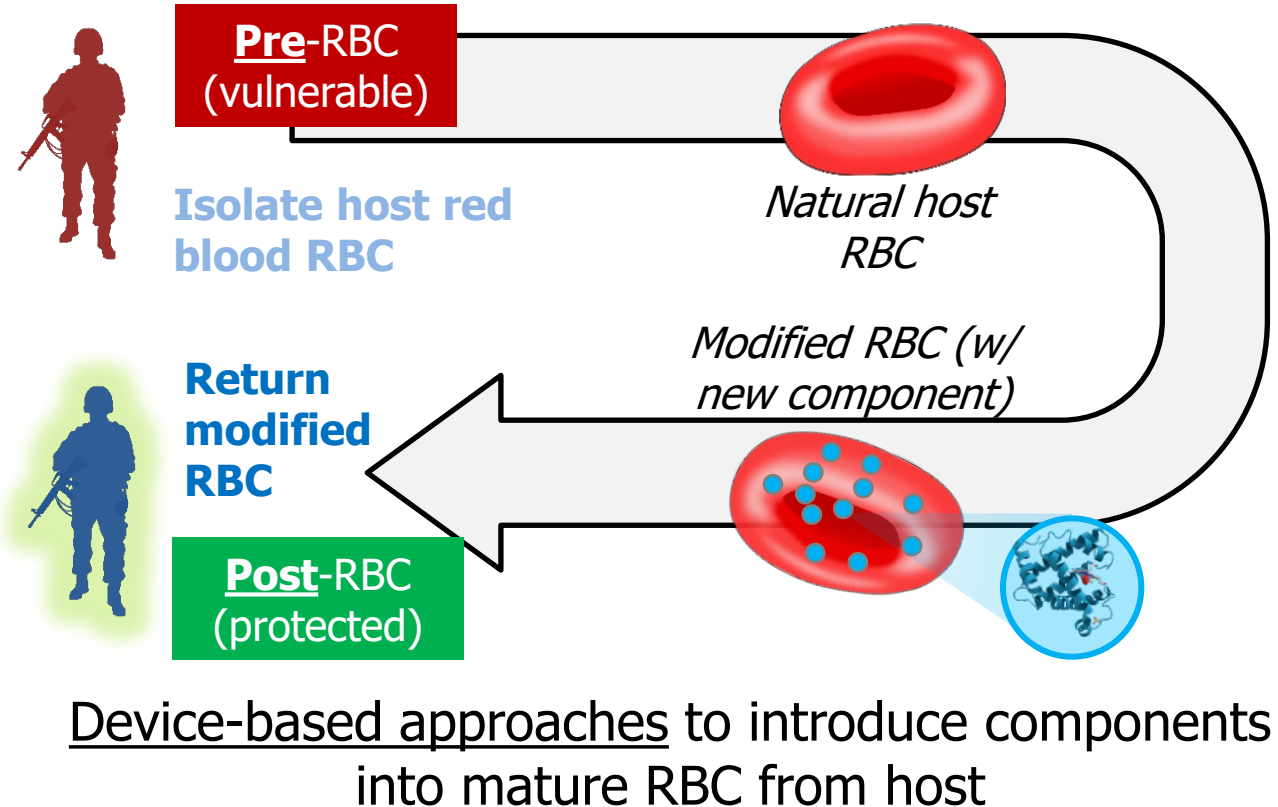 Pre-RBC
(vulnerable)
Isolate host red
blood RBC
Natural host
RBC
Modified RBC (w/
new component)
Return
modified
RBC
Post-RBC
(protected)
Device-based approaches to introduce components
into mature RBC from host